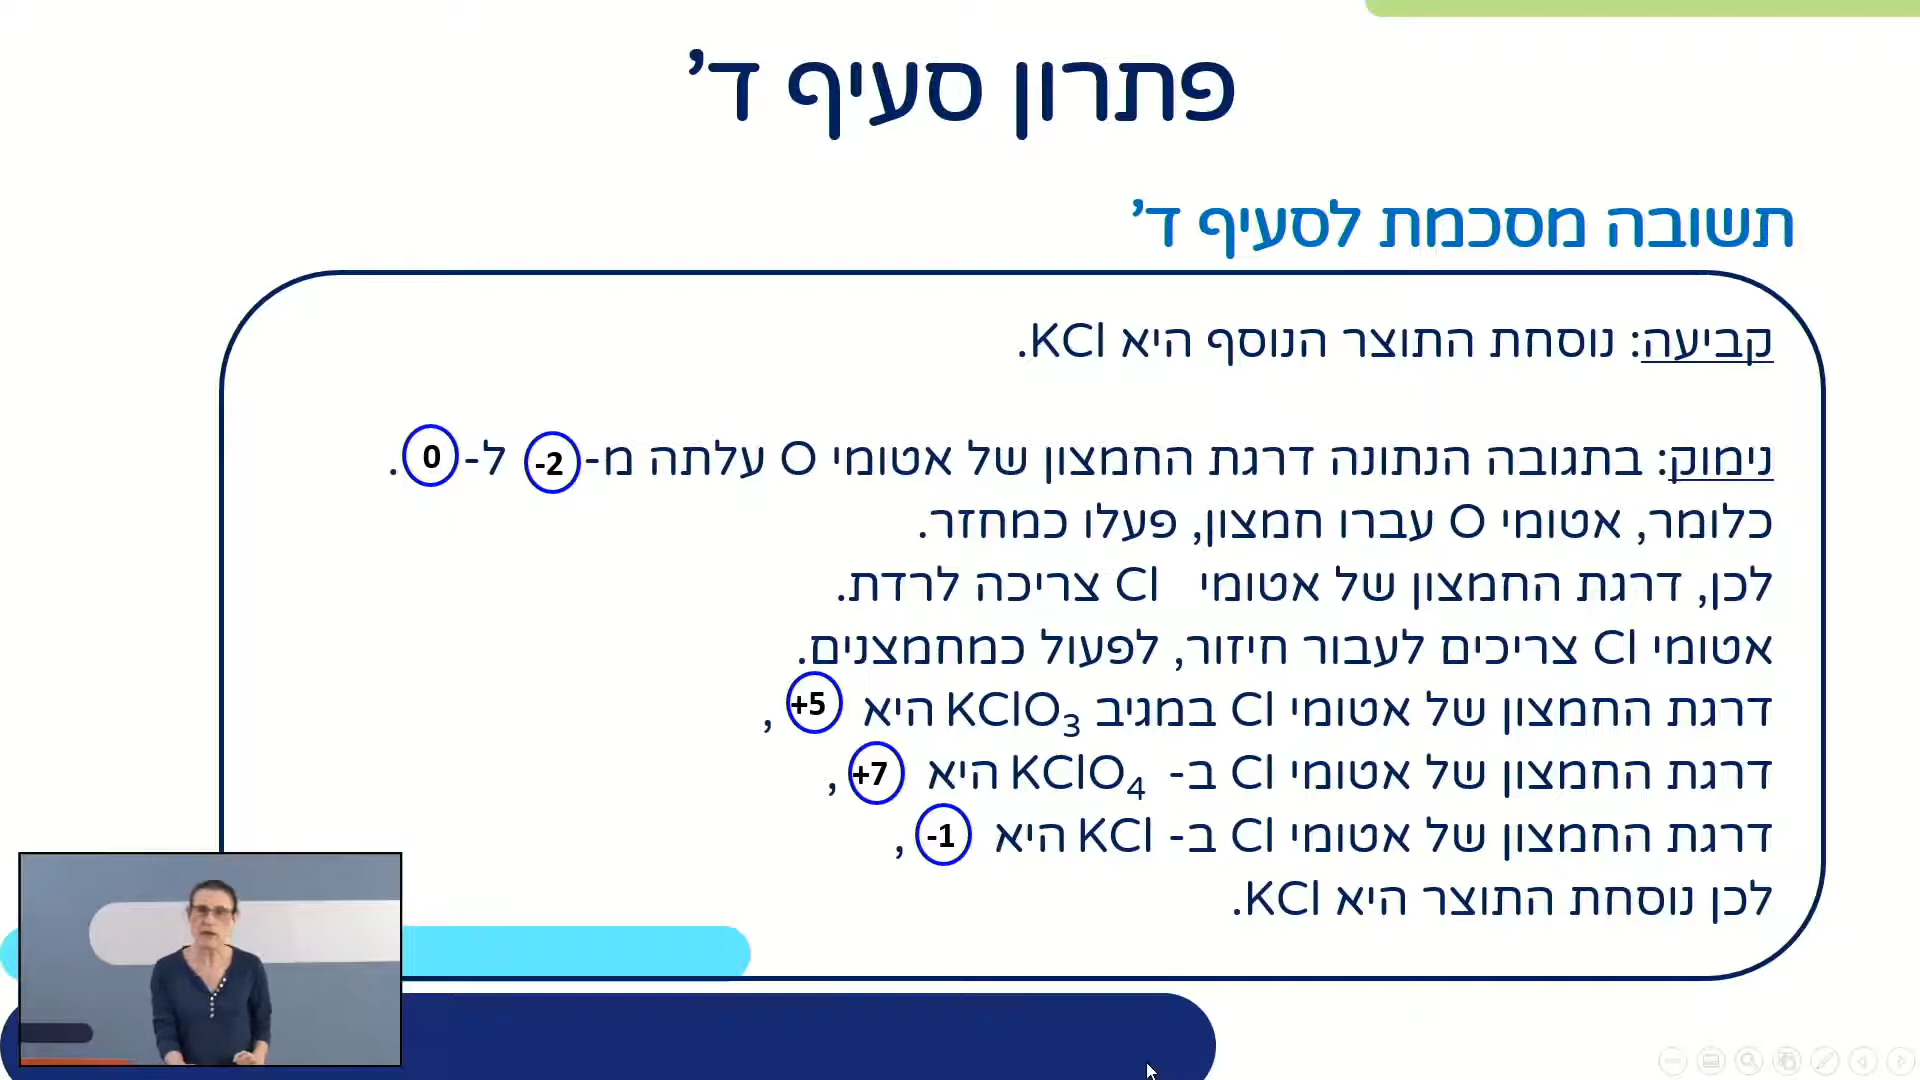 פתרון סעיף ד'
תשובה מסכמת לסעיף ד'
קביעה: נוסחת התוצר הנוסף היא KCl.
נימוק: בתגובה הנתונה דרגת החמצון של אטומי O עלתה מ- -2 ל- 0.
כלומר, אטומי O עברו חמצון, פעלו כמחזר.
לכן, דרגת החמצון של אטומי Cl צריכה לרדת.
אטומי Cl צריכים לעבור חיזור, לפעול כמחמצנים.
דרגת החמצון של אטומי Cl במגיב KClO₃ היא +5,
דרגת החמצון של אטומי Cl ב- KClO₄ היא +7,
דרגת החמצון של אטומי Cl ב- KCl היא -1,
לכן נוסחת התוצר היא KCl.